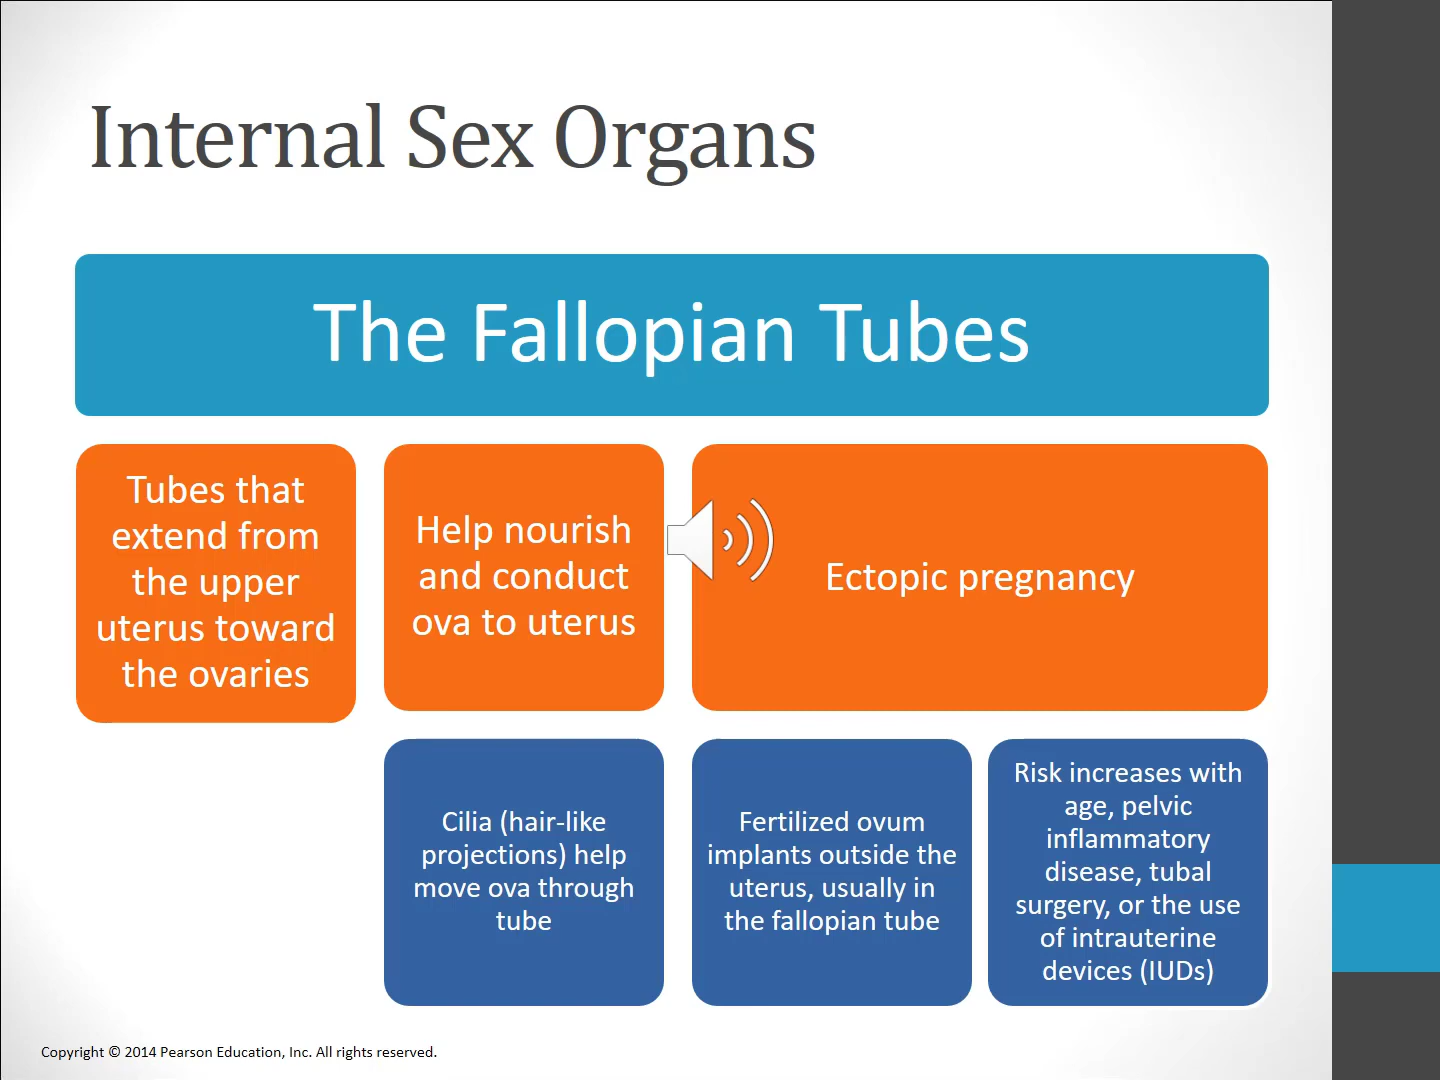 Internal Sex Organs
The Fallopian Tubes
Tubes that
extend from
the upper
uterus toward
the ovaries
Help nourish
and conduct
ova to uterus
Ectopic pregnancy
Cilia (hair-like
projections) help
move ova through
tube
Fertilized ovum
implants outside the
uterus, usually in
the fallopian tube
Risk increases with
age, pelvic
inflammatory
disease, tubal
surgery, or the use
of intrauterine
devices (IUDs)
Copyright © 2014 Pearson Education, Inc. All rights reserved.